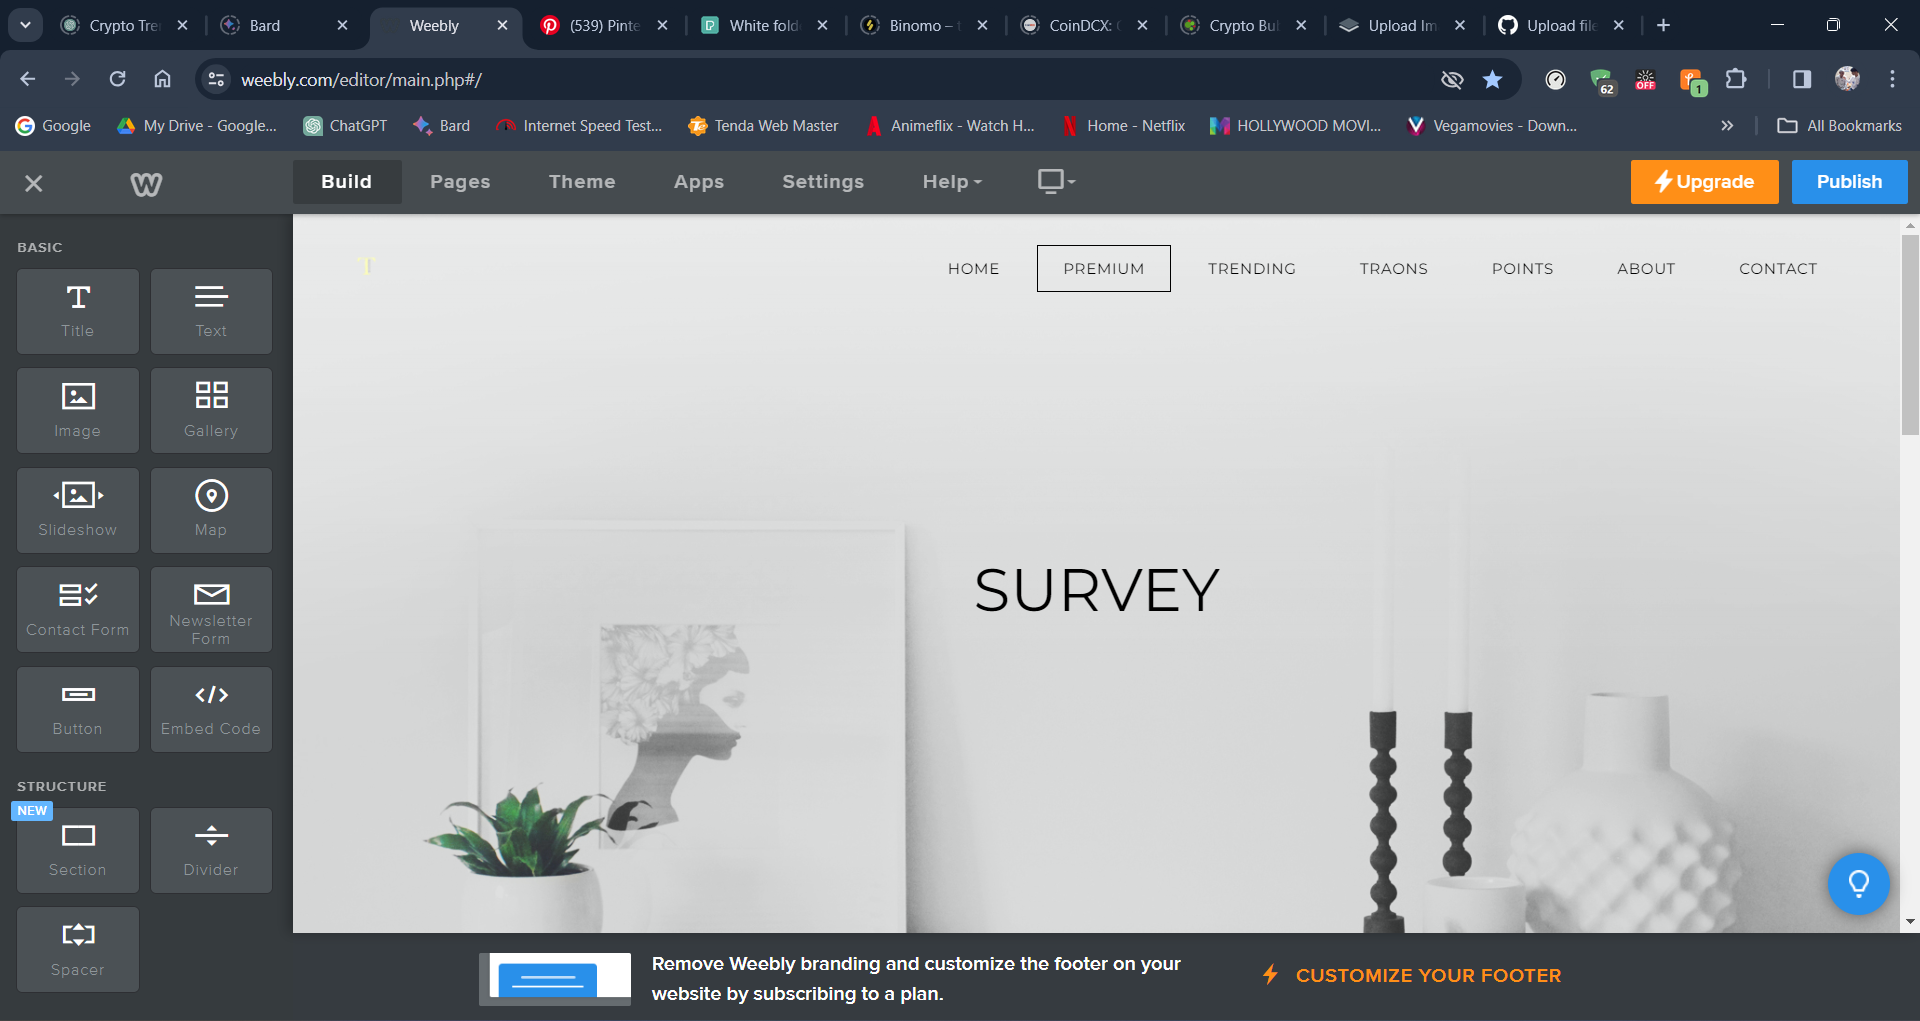 Crypto Tre
Bard
Weebly
(539) Pinte
White fold
Binomo – t
CoinDCX: C
Crypto Bul
Upload Im
Upload file
weebly.com/editor/main.php#/
62
OFF
1
Google
My Drive - Google...
ChatGPT
Bard
Internet Speed Test...
Tenda Web Master
Animeflix - Watch H...
Home - Netflix
HOLLYWOOD MOVI...
Vegamovies - Down...
»
All Bookmarks
Build
Pages
Theme
Apps
Settings
Help
Upgrade
Publish
BASIC
Title
Text
Image
Gallery
Slideshow
Map
Contact Form
Newsletter
Form
Button
Embed Code
STRUCTURE
NEW
Section
Divider
Spacer
T
HOME
PREMIUM
TRENDING
TRAONS
POINTS
ABOUT
CONTACT
SURVEY
Remove Weebly branding and customize the footer on your
website by subscribing to a plan.
CUSTOMIZE YOUR FOOTER